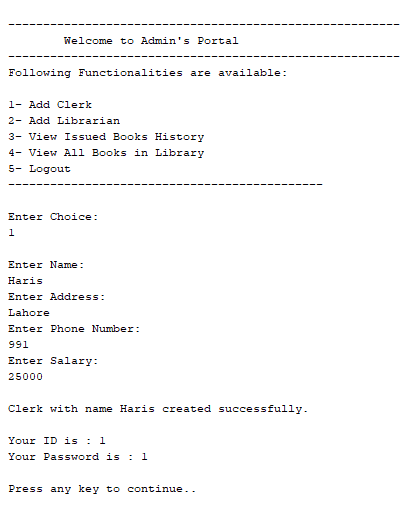 --------------------------------------------------------
Welcome to Admin's Portal
--------------------------------------------------------
Following Functionalities are available:
1- Add Clerk
2- Add Librarian
3- View Issued Books History
4- View All Books in Library
5- Logout
---------------------------------------------
Enter Choice:
1
Enter Name:
Haris
Enter Address:
Lahore
Enter Phone Number:
991
Enter Salary:
25000
Clerk with name Haris created successfully.
Your ID is : 1
Your Password is : 1
Press any key to continue..